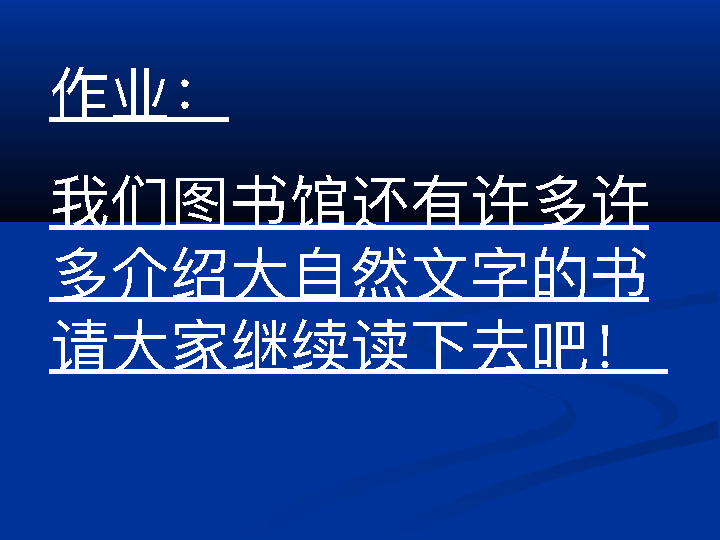 作业：
我们图书馆还有许多许
多介绍大自然文字的书
请大家继续读下去吧！